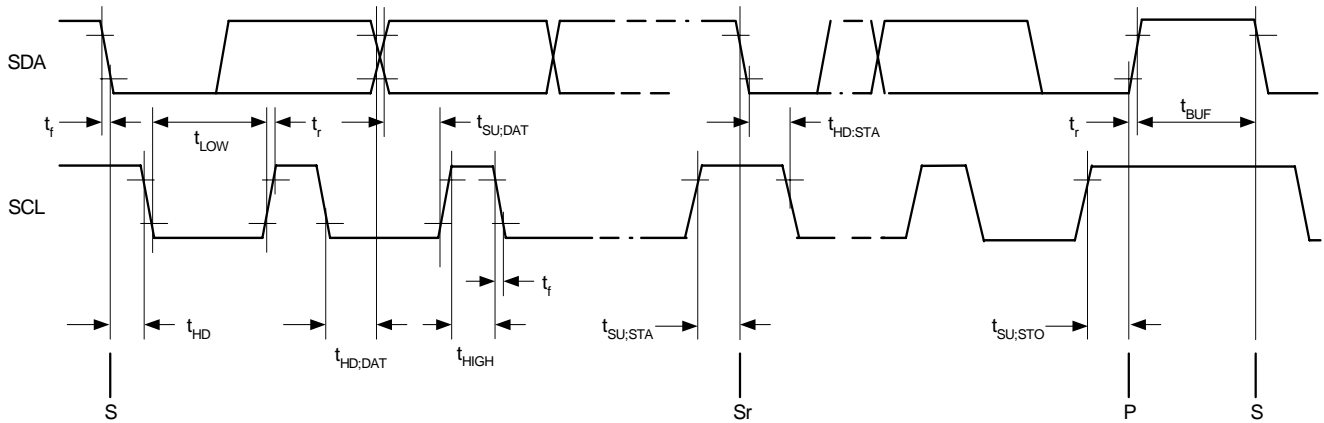 SDA
t_f
t_LOW
t_r
t_SU;DAT
t_HD:STA
t_r
t_BUF
SCL
t_f
t_HD
t_HD;DAT
t_HIGH
t_SU;STA
t_SU;STO
S
Sr
P
S